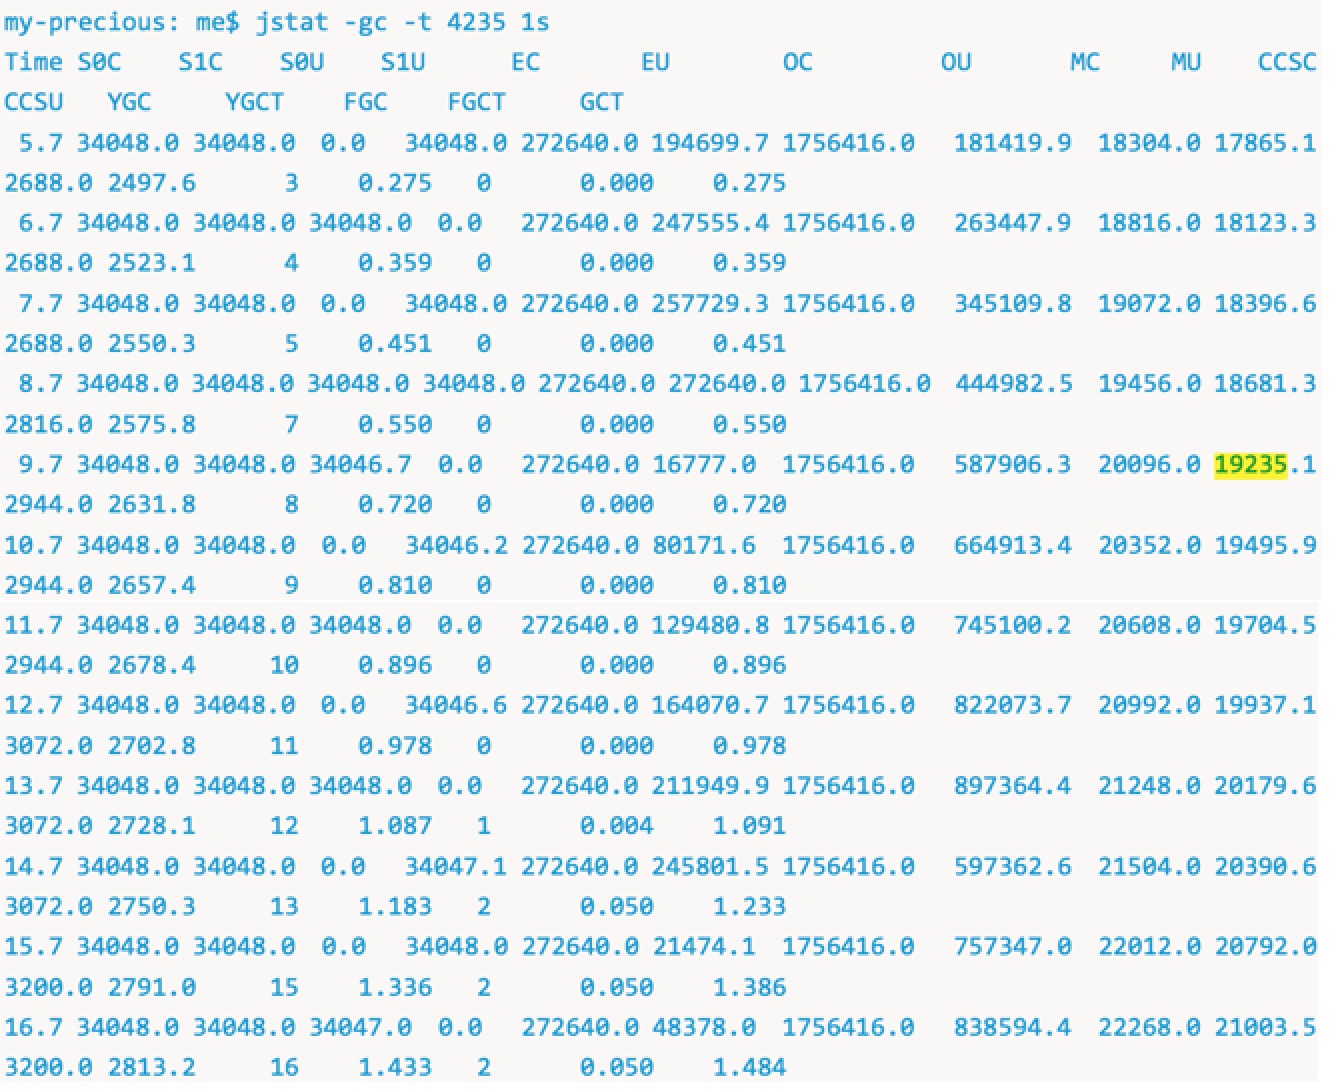 my-precious: me$ jstat -gc -t 4235 1s
Time S0C S1C S0U S1U EC EU OC OU MC MU CCSC
CCSU YGC YGCT FGC FGCT GCT
5.7 34048.0 34048.0 0.0 34048.0 272640.0 194699.7 1756416.0 181419.9 18304.0 17865.1
2688.0 2497.6 3 0.275 0 0.000 0.275
6.7 34048.0 34048.0 34048.0 0.0 272640.0 247555.4 1756416.0 263447.9 18816.0 18123.3
2688.0 2523.1 4 0.359 0 0.000 0.359
7.7 34048.0 34048.0 0.0 34048.0 272640.0 257729.3 1756416.0 345109.8 19072.0 18396.6
2688.0 2550.3 5 0.451 0 0.000 0.451
8.7 34048.0 34048.0 34048.0 34048.0 272640.0 272640.0 1756416.0 444982.5 19456.0 18681.3
2816.0 2575.8 7 0.550 0 0.000 0.550
9.7 34048.0 34048.0 34046.7 0.0 272640.0 16777.0 1756416.0 587906.3 20096.0 19235.1
2944.0 2631.8 8 0.720 0 0.000 0.720
10.7 34048.0 34048.0 0.0 34046.2 272640.0 80171.6 1756416.0 664913.4 20352.0 19495.9
2944.0 2657.4 9 0.810 0 0.000 0.810
11.7 34048.0 34048.0 34048.0 0.0 272640.0 129480.8 1756416.0 745100.2 20608.0 19704.5
2944.0 2678.4 10 0.896 0 0.000 0.896
12.7 34048.0 34048.0 0.0 34046.6 272640.0 164070.7 1756416.0 822073.7 20992.0 19937.1
3072.0 2702.8 11 0.978 0 0.000 0.978
13.7 34048.0 34048.0 34048.0 0.0 272640.0 211949.9 1756416.0 897364.4 21248.0 20179.6
3072.0 2728.1 12 1.087 1 0.004 1.091
14.7 34048.0 34048.0 0.0 34047.1 272640.0 245801.5 1756416.0 597362.6 21504.0 20390.6
3072.0 2750.3 13 1.183 2 0.050 1.233
15.7 34048.0 34048.0 0.0 34048.0 272640.0 21474.1 1756416.0 757347.0 22012.0 20792.0
3200.0 2791.0 15 1.336 2 0.050 1.386
16.7 34048.0 34048.0 34047.0 0.0 272640.0 48378.0 1756416.0 838594.4 22268.0 21003.5
3200.0 2813.2 16 1.433 2 0.050 1.484